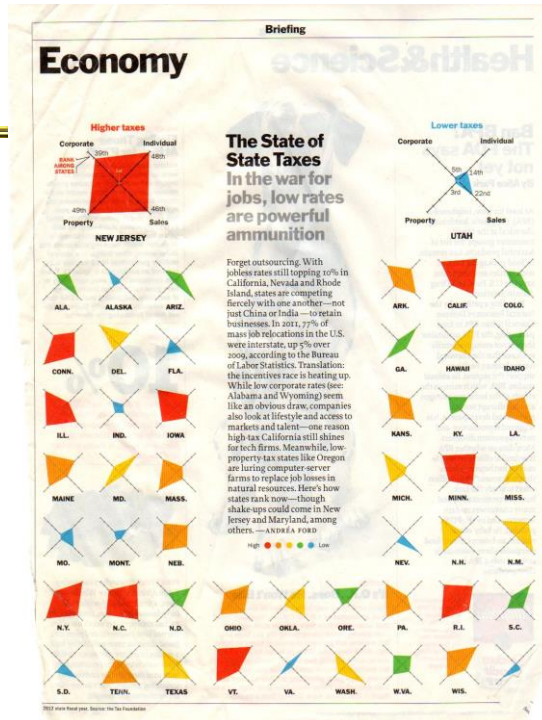 Briefing
Economy
Higher taxes
Corporate
Individual
RANK
AMONG
STATES
39th
48th
49th
46th
Property
Sales
NEW JERSEY
The State of
State Taxes
In the war for
jobs, low rates
are powerful
ammunition
Lower taxes
Corporate
Individual
5th
14th
3rd
22nd
Property
Sales
UTAH
Forget outsourcing. With
jobless rates still topping 10% in
California, Nevada and Rhode
Island, states are competing
fiercely with one another—not
just China or India—to retain
businesses. In 2011, 77% of
mass job relocations in the U.S.
were interstate, up 5% over
2009, according to the Bureau
of Labor Statistics. Translation:
the incentives race is heating up.
While low corporate rates (see:
Alabama and Wyoming) seem
like an obvious draw, companies
also look at lifestyle and access to
markets and talent—one reason
high-tax California still shines
for tech firms. Meanwhile, low-
property-tax states like Oregon
are luring computer-server
farms to replace job losses in
natural resources. Here's how
states rank now—though
shake-ups could come in New
Jersey and Maryland, among
others. —ANDRÉA FORD
High
Low
ALA.
ALASKA
ARIZ.
ARK.
CALIF.
COLO.
CONN.
DEL.
FLA.
GA.
HAWAII
IDAHO
ILL.
IND.
IOWA
KANS.
KY.
LA.
MAINE
MD.
MASS.
MICH.
MINN.
MISS.
MO.
MONT.
NEB.
NEV.
N.H.
N.M.
N.Y.
N.C.
N.D.
OHIO
OKLA.
ORE.
PA.
R.I.
S.C.
S.D.
TENN.
TEXAS
VT.
VA.
WASH.
W.VA.
WIS.
2012 state fiscal year. Source: the Tax Foundation